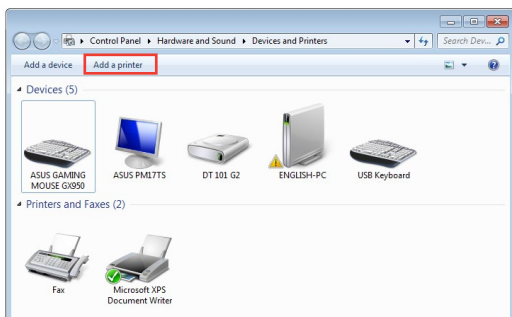 Control Panel Hardware and Sound Devices and Printers Search Dev...
Add a device Add a printer
Devices (5)
ASUS GAMING MOUSE GX950
ASUS PM17TS
DT 101 G2
ENGLISH-PC
USB Keyboard
Printers and Faxes (2)
Fax
Microsoft XPS
Document Writer